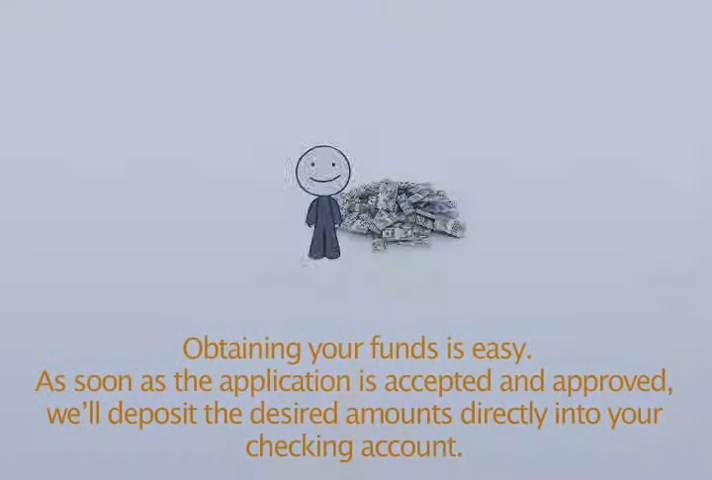 Obtaining your funds is easy.
As soon as the application is accepted and approved,
we'll deposit the desired amounts directly into your
checking account.